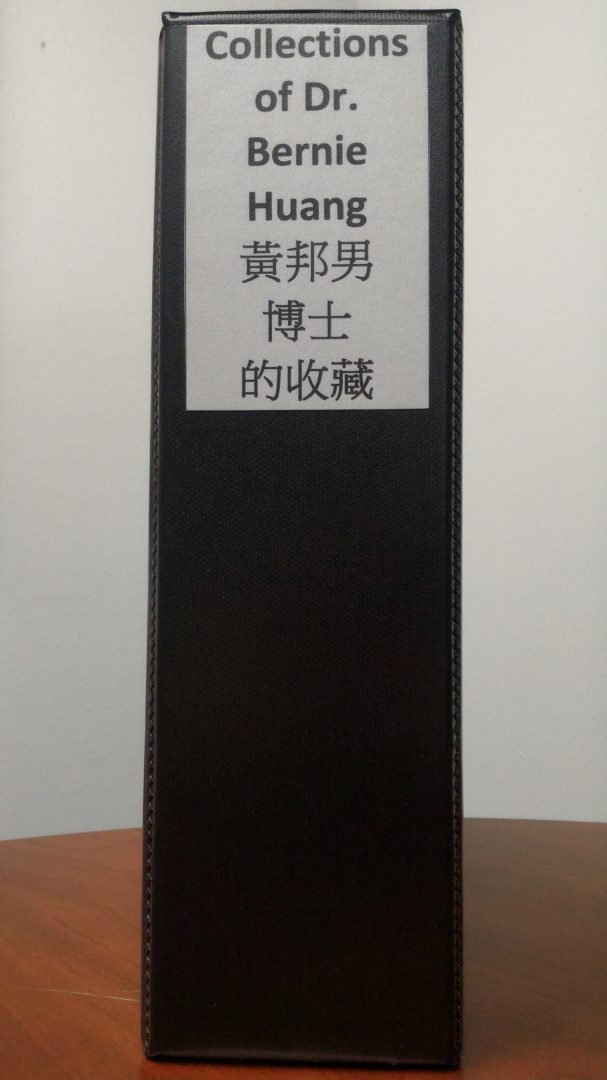 Collections
of Dr.
Bernie
Huang
黃邦男
博士
的收藏